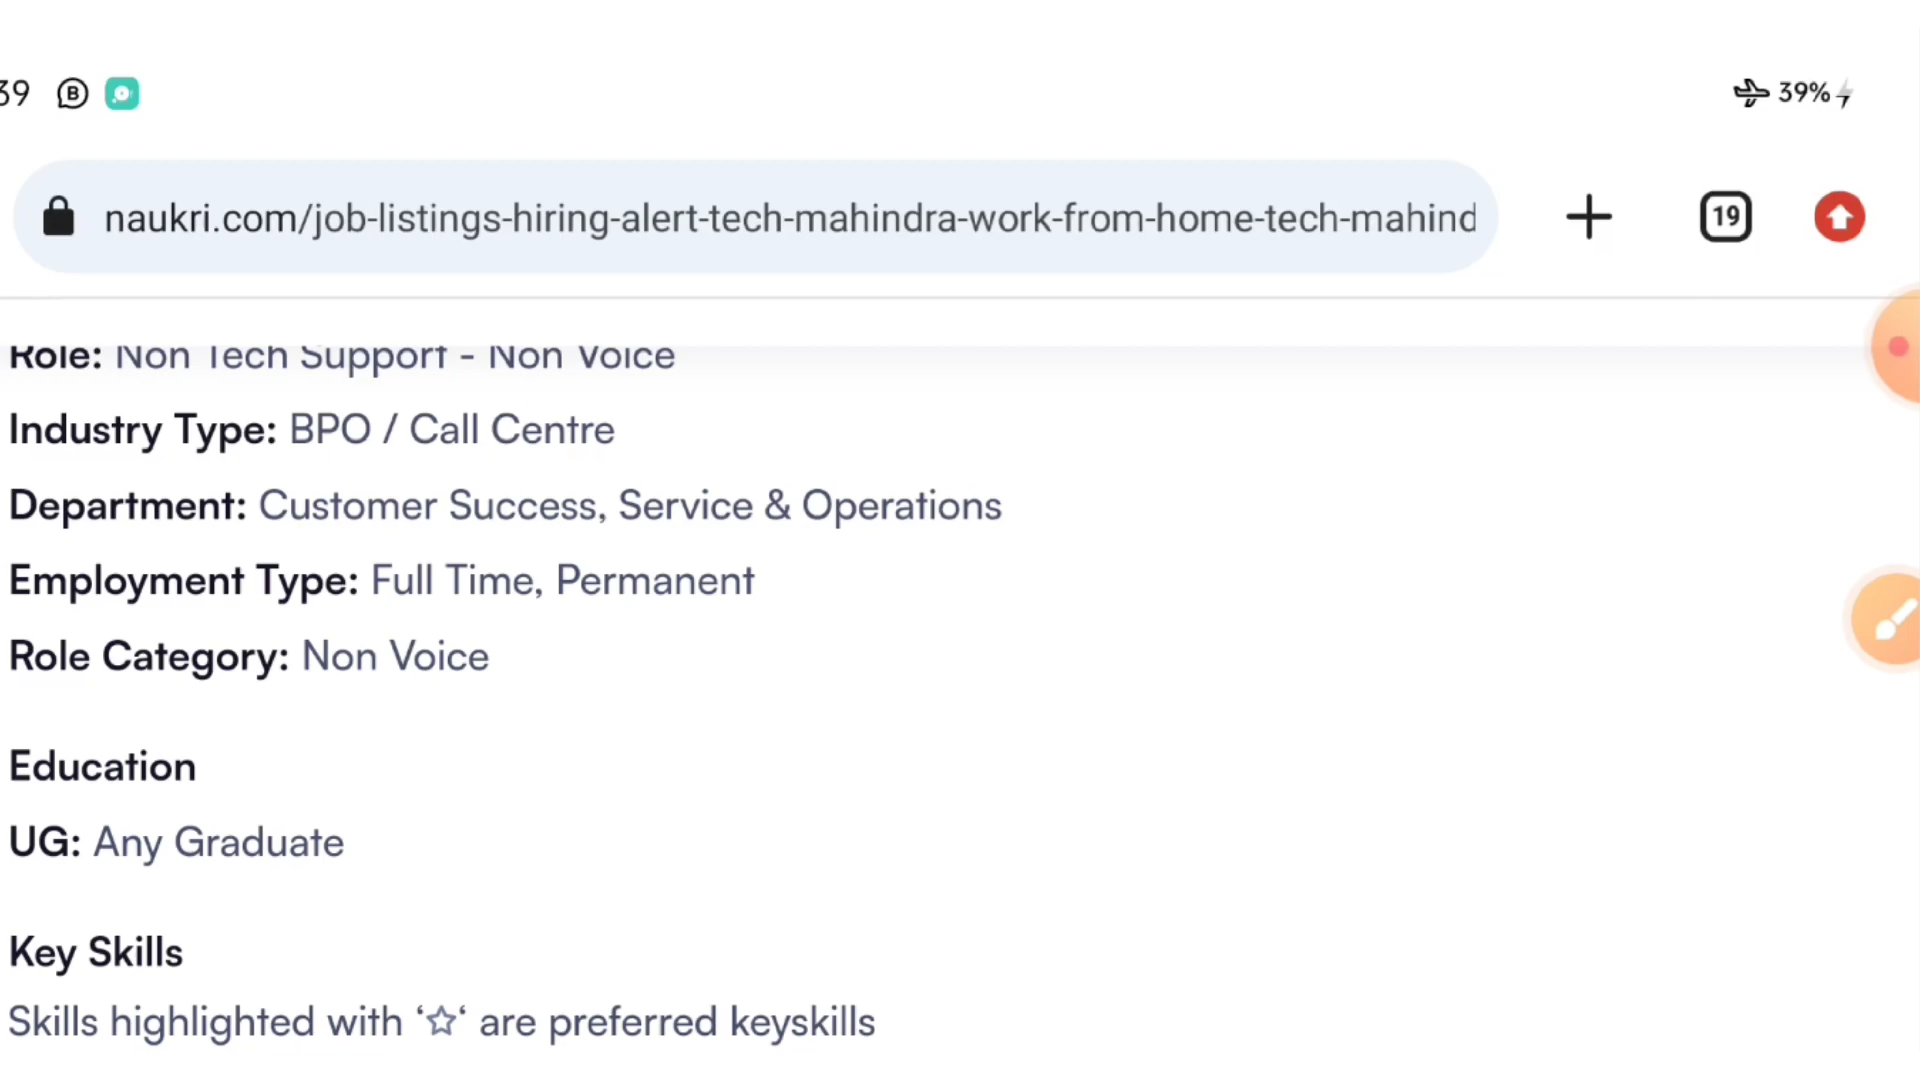 39
39%
naukri.com/job-listings-hiring-alert-tech-mahindra-work-from-home-tech-mahind
19
Role: Non Tech Support - Non Voice
Industry Type: BPO / Call Centre
Department: Customer Success, Service & Operations
Employment Type: Full Time, Permanent
Role Category: Non Voice
Education
UG: Any Graduate
Key Skills
Skills highlighted with ‘☆‘ are preferred keyskills